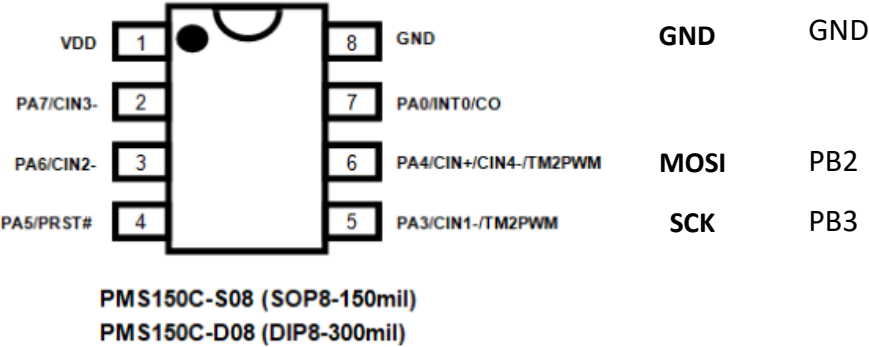 VDD 1 8 GND GND GND
PA7/CIN3- 2 7 PA0/INT0/CO
PA6/CIN2- 3 6 PA4/CIN+/CIN4-/TM2PWM MOSI PB2
PA5/PRST# 4 5 PA3/CIN1-/TM2PWM SCK PB3
PMS150C-S08 (SOP8-150mil)
PMS150C-D08 (DIP8-300mil)